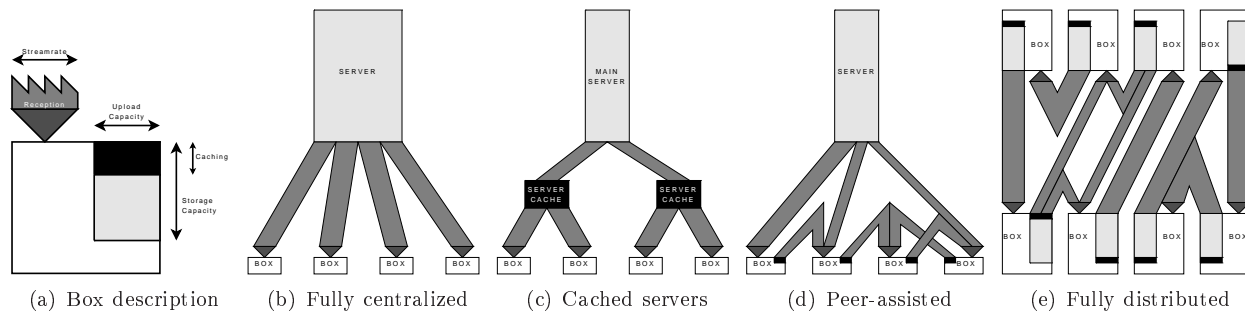 Streamrate
Reception
Upload
Capacity
Caching
Storage
Capacity
(a) Box description
SERVER
BOX
BOX
BOX
BOX
(b) Fully centralized
MAIN
SERVER
SERVER
CACHE
SERVER
CACHE
BOX
BOX
BOX
BOX
(c) Cached servers
SERVER
BOX
BOX
BOX
BOX
(d) Peer-assisted
BOX
BOX
BOX
BOX
BOX
BOX
BOX
BOX
(e) Fully distributed